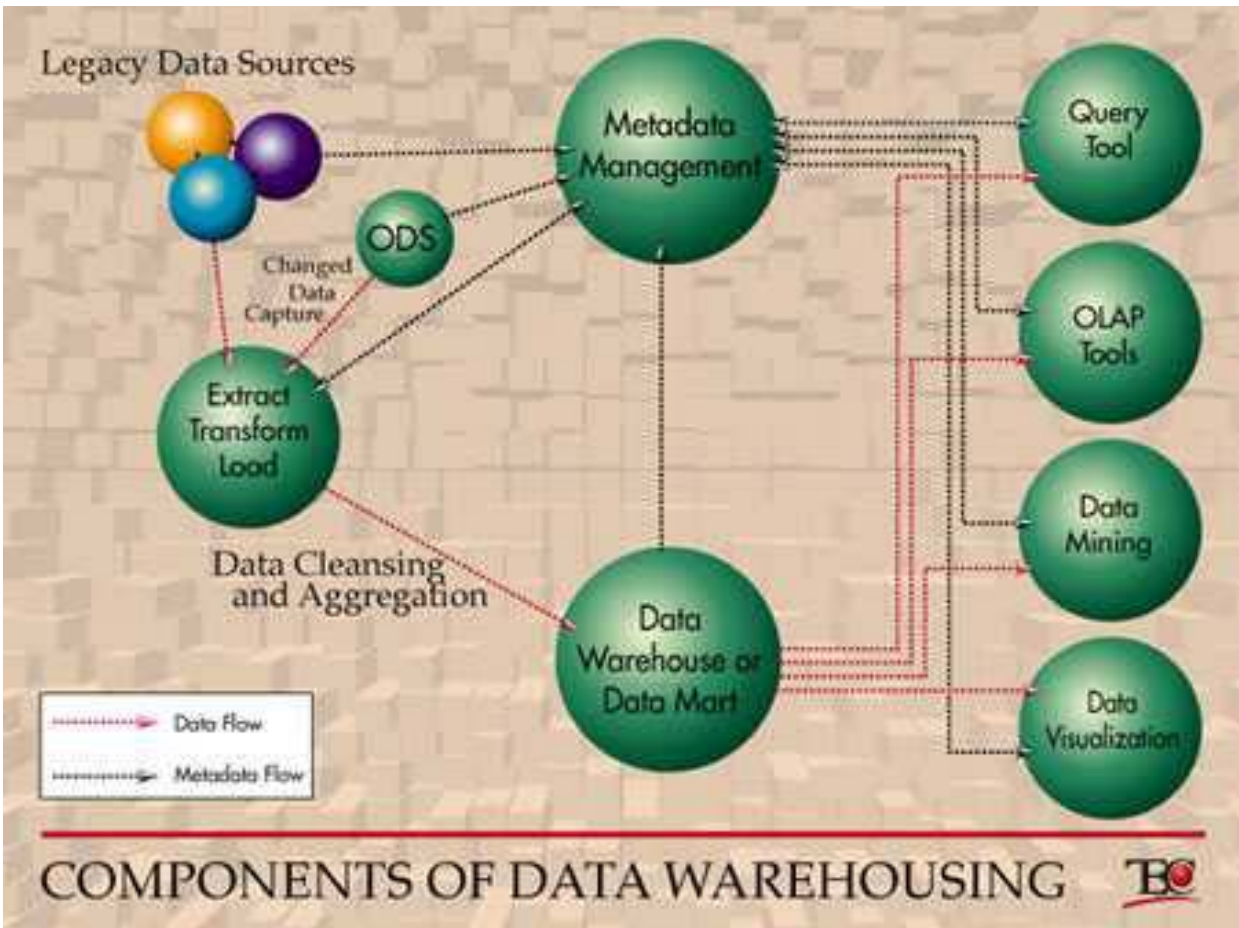 Legacy Data Sources
Metadata
Management
Query
Tool
ODS
Changed
Data
Capture
OLAP
Tools
Extract
Transform
Load
Data
Mining
Data Cleansing
and Aggregation
Data
Warehouse or
Data Mart
Data
Visualization
Data Flow
Metadata Flow
COMPONENTS OF DATA WAREHOUSING
TEC